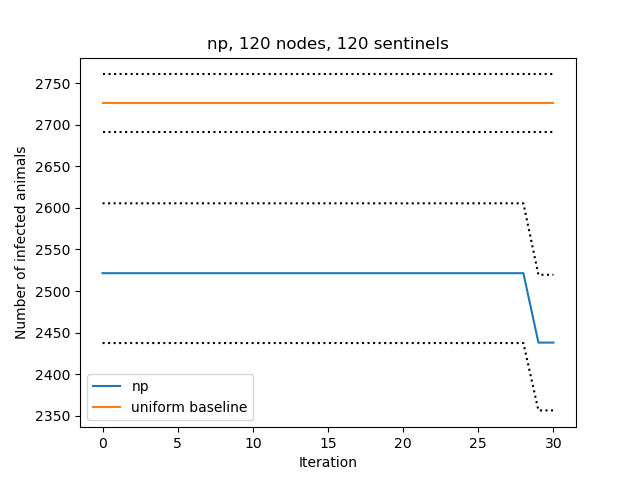 np, 120 nodes, 120 sentinels
Number of infected animals
2750
2700
2650
2600
2550
2500
2450
2400
2350
np
uniform baseline
0 5 10 15 20 25 30
Iteration